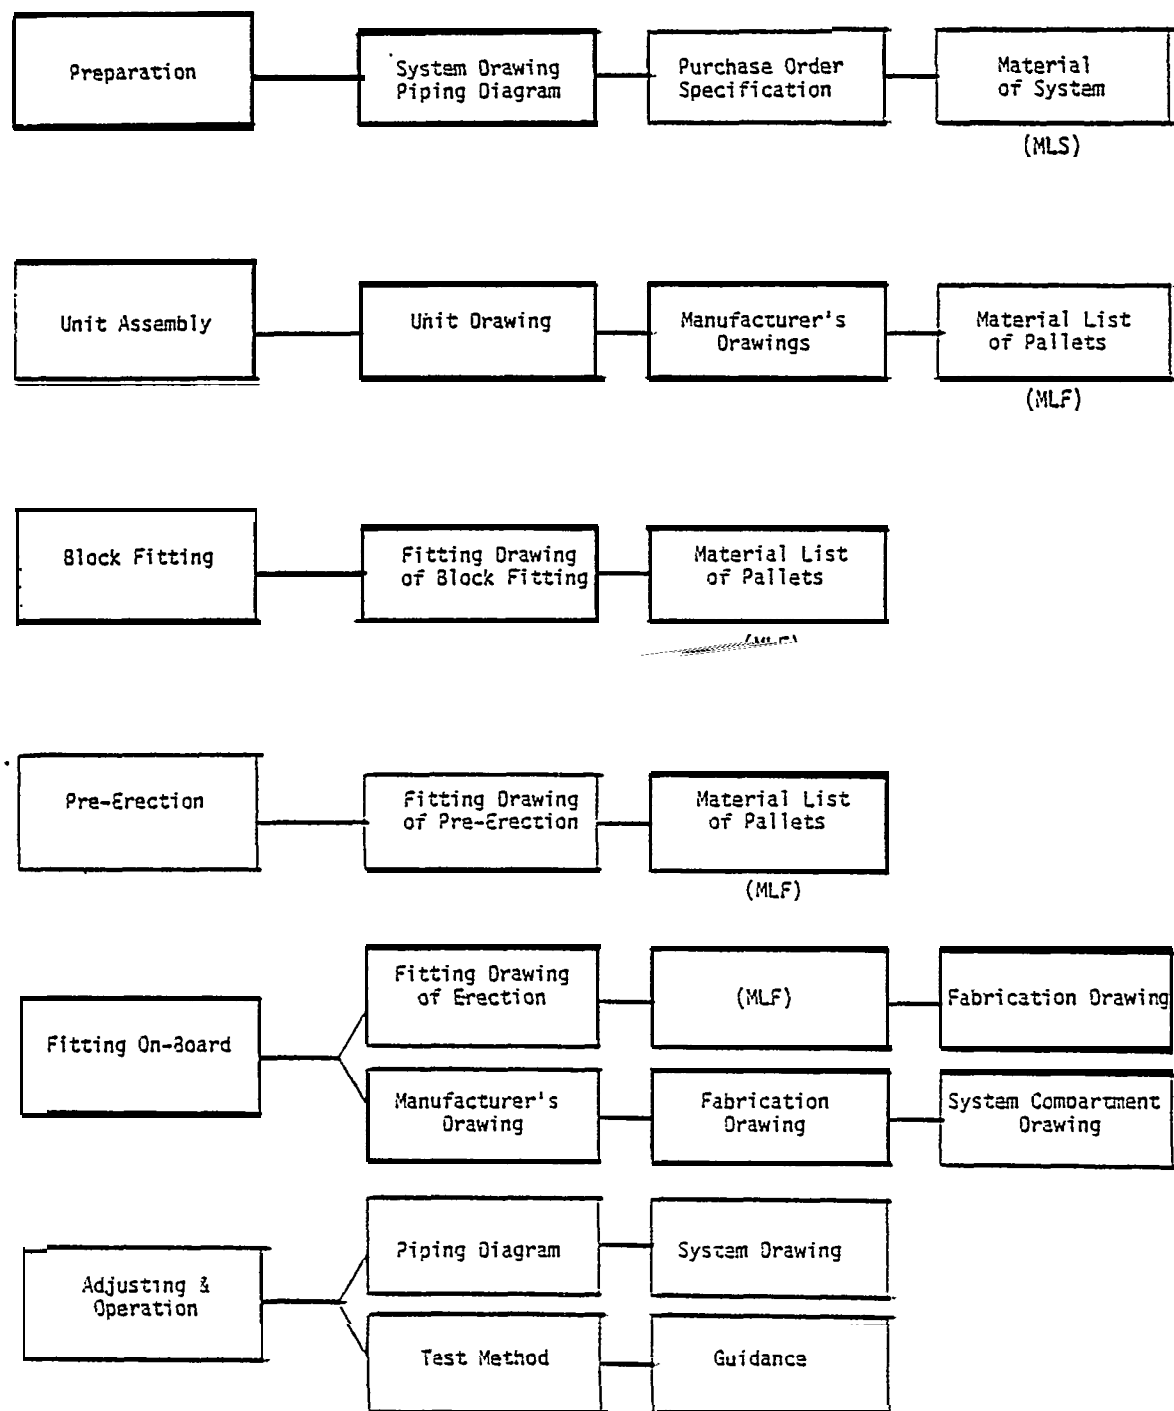 Preparation
System Drawing
Piping Diagram
Purchase Order
Specification
Material
of System
(MLS)
Unit Assembly
Unit Drawing
Manufacturer's
Drawings
Material List
of Pallets
(MLF)
Block Fitting
Fitting Drawing
of Block Fitting
Material List
of Pallets
Pre-Erection
Fitting Drawing
of Pre-Erection
Material List
of Pallets
(MLF)
Fitting On-Board
Fitting Drawing
of Erection
(MLF)
Fabrication Drawing
Manufacturer's
Drawing
Fabrication
Drawing
System Compartment
Drawing
Adjusting &
Operation
Piping Diagram
System Drawing
Test Method
Guidance